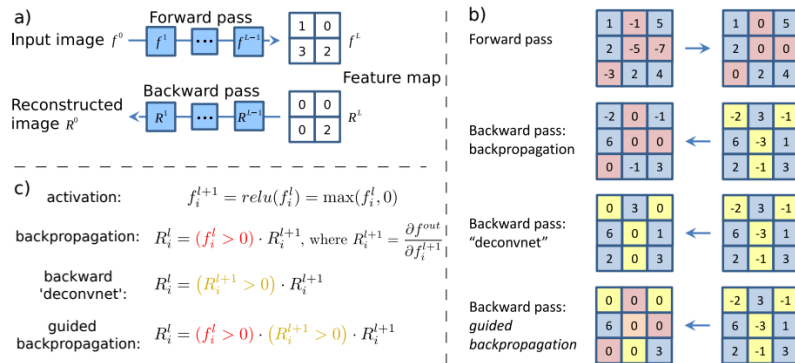 a)
Forward pass
Input image f⁰
f¹ ... fᴸ⁻¹
1 0
3 2
fᴸ
Feature map
Backward pass
Reconstructed
image R⁰
R¹ ... Rᴸ⁻¹
0 0
0 2
Rᴸ
c)
activation: f_i^{l+1} = relu(f_i^l) = max(f_i^l, 0)
backpropagation: R_i^l = (f_i^l > 0) · R_i^{l+1}, where R_i^{l+1} = ∂f^{out} / ∂f_i^{l+1}
backward
'deconvnet': R_i^l = (R_i^{l+1} > 0) · R_i^{l+1}
guided
backpropagation: R_i^l = (f_i^l > 0) · (R_i^{l+1} > 0) · R_i^{l+1}
b)
Forward pass
1 -1 5
2 -5 -7
-3 2 4
1 0 5
2 0 0
0 2 4
Backward pass:
backpropagation
-2 0 -1
6 0 0
0 -1 3
-2 3 -1
6 -3 1
2 -1 3
Backward pass:
“deconvnet”
0 3 0
6 0 1
2 0 3
-2 3 -1
6 -3 1
2 -1 3
Backward pass:
guided
backpropagation
0 0 0
6 0 0
0 0 3
-2 3 -1
6 -3 1
2 -1 3